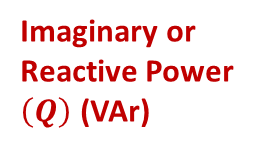 Imaginary or
Reactive Power
(Q) (VAr)